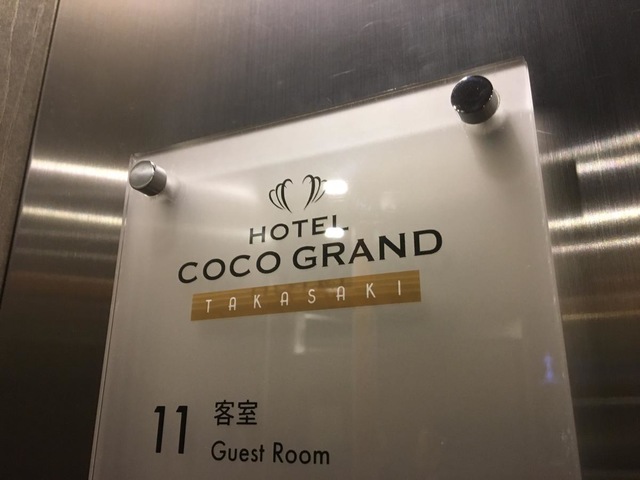 HOTEL
COCO GRAND
TAKASAKI
11 客室
Guest Room